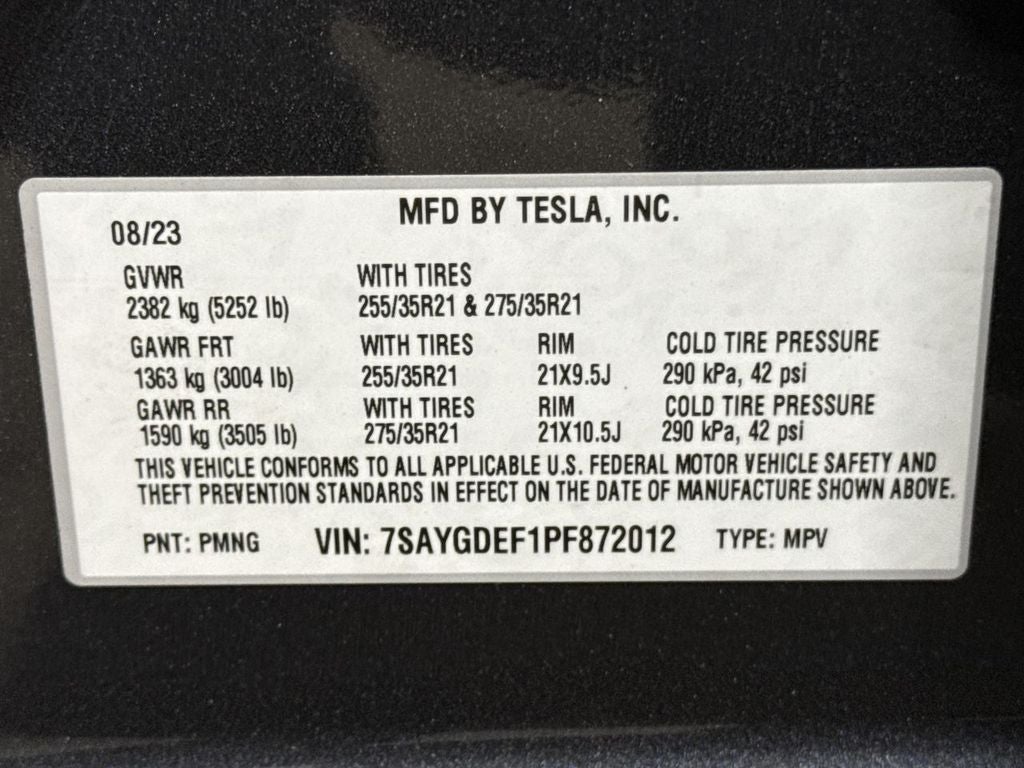 MFD BY TESLA, INC.
08/23
GVWR WITH TIRES
2382 kg (5252 lb) 255/35R21 & 275/35R21
GAWR FRT WITH TIRES RIM COLD TIRE PRESSURE
1363 kg (3004 lb) 255/35R21 21X9.5J 290 kPa, 42 psi
GAWR RR WITH TIRES RIM COLD TIRE PRESSURE
1590 kg (3505 lb) 275/35R21 21X10.5J 290 kPa, 42 psi
THIS VEHICLE CONFORMS TO ALL APPLICABLE U.S. FEDERAL MOTOR VEHICLE SAFETY AND
THEFT PREVENTION STANDARDS IN EFFECT ON THE DATE OF MANUFACTURE SHOWN ABOVE.
PNT: PMNG VIN: 7SAYGDEF1PF872012 TYPE: MPV